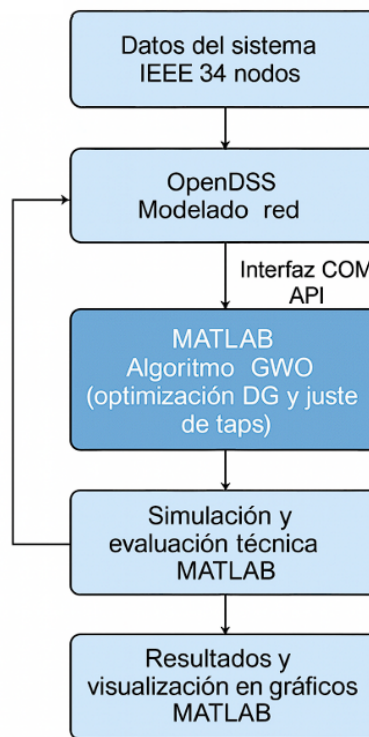 Datos del sistema
IEEE 34 nodos
OpenDSS
Modelado red
Interfaz COM
API
MATLAB
Algoritmo GWO
(optimización DG y juste
de taps)
Simulación y
evaluación técnica
MATLAB
Resultados y
visualización en gráficos
MATLAB